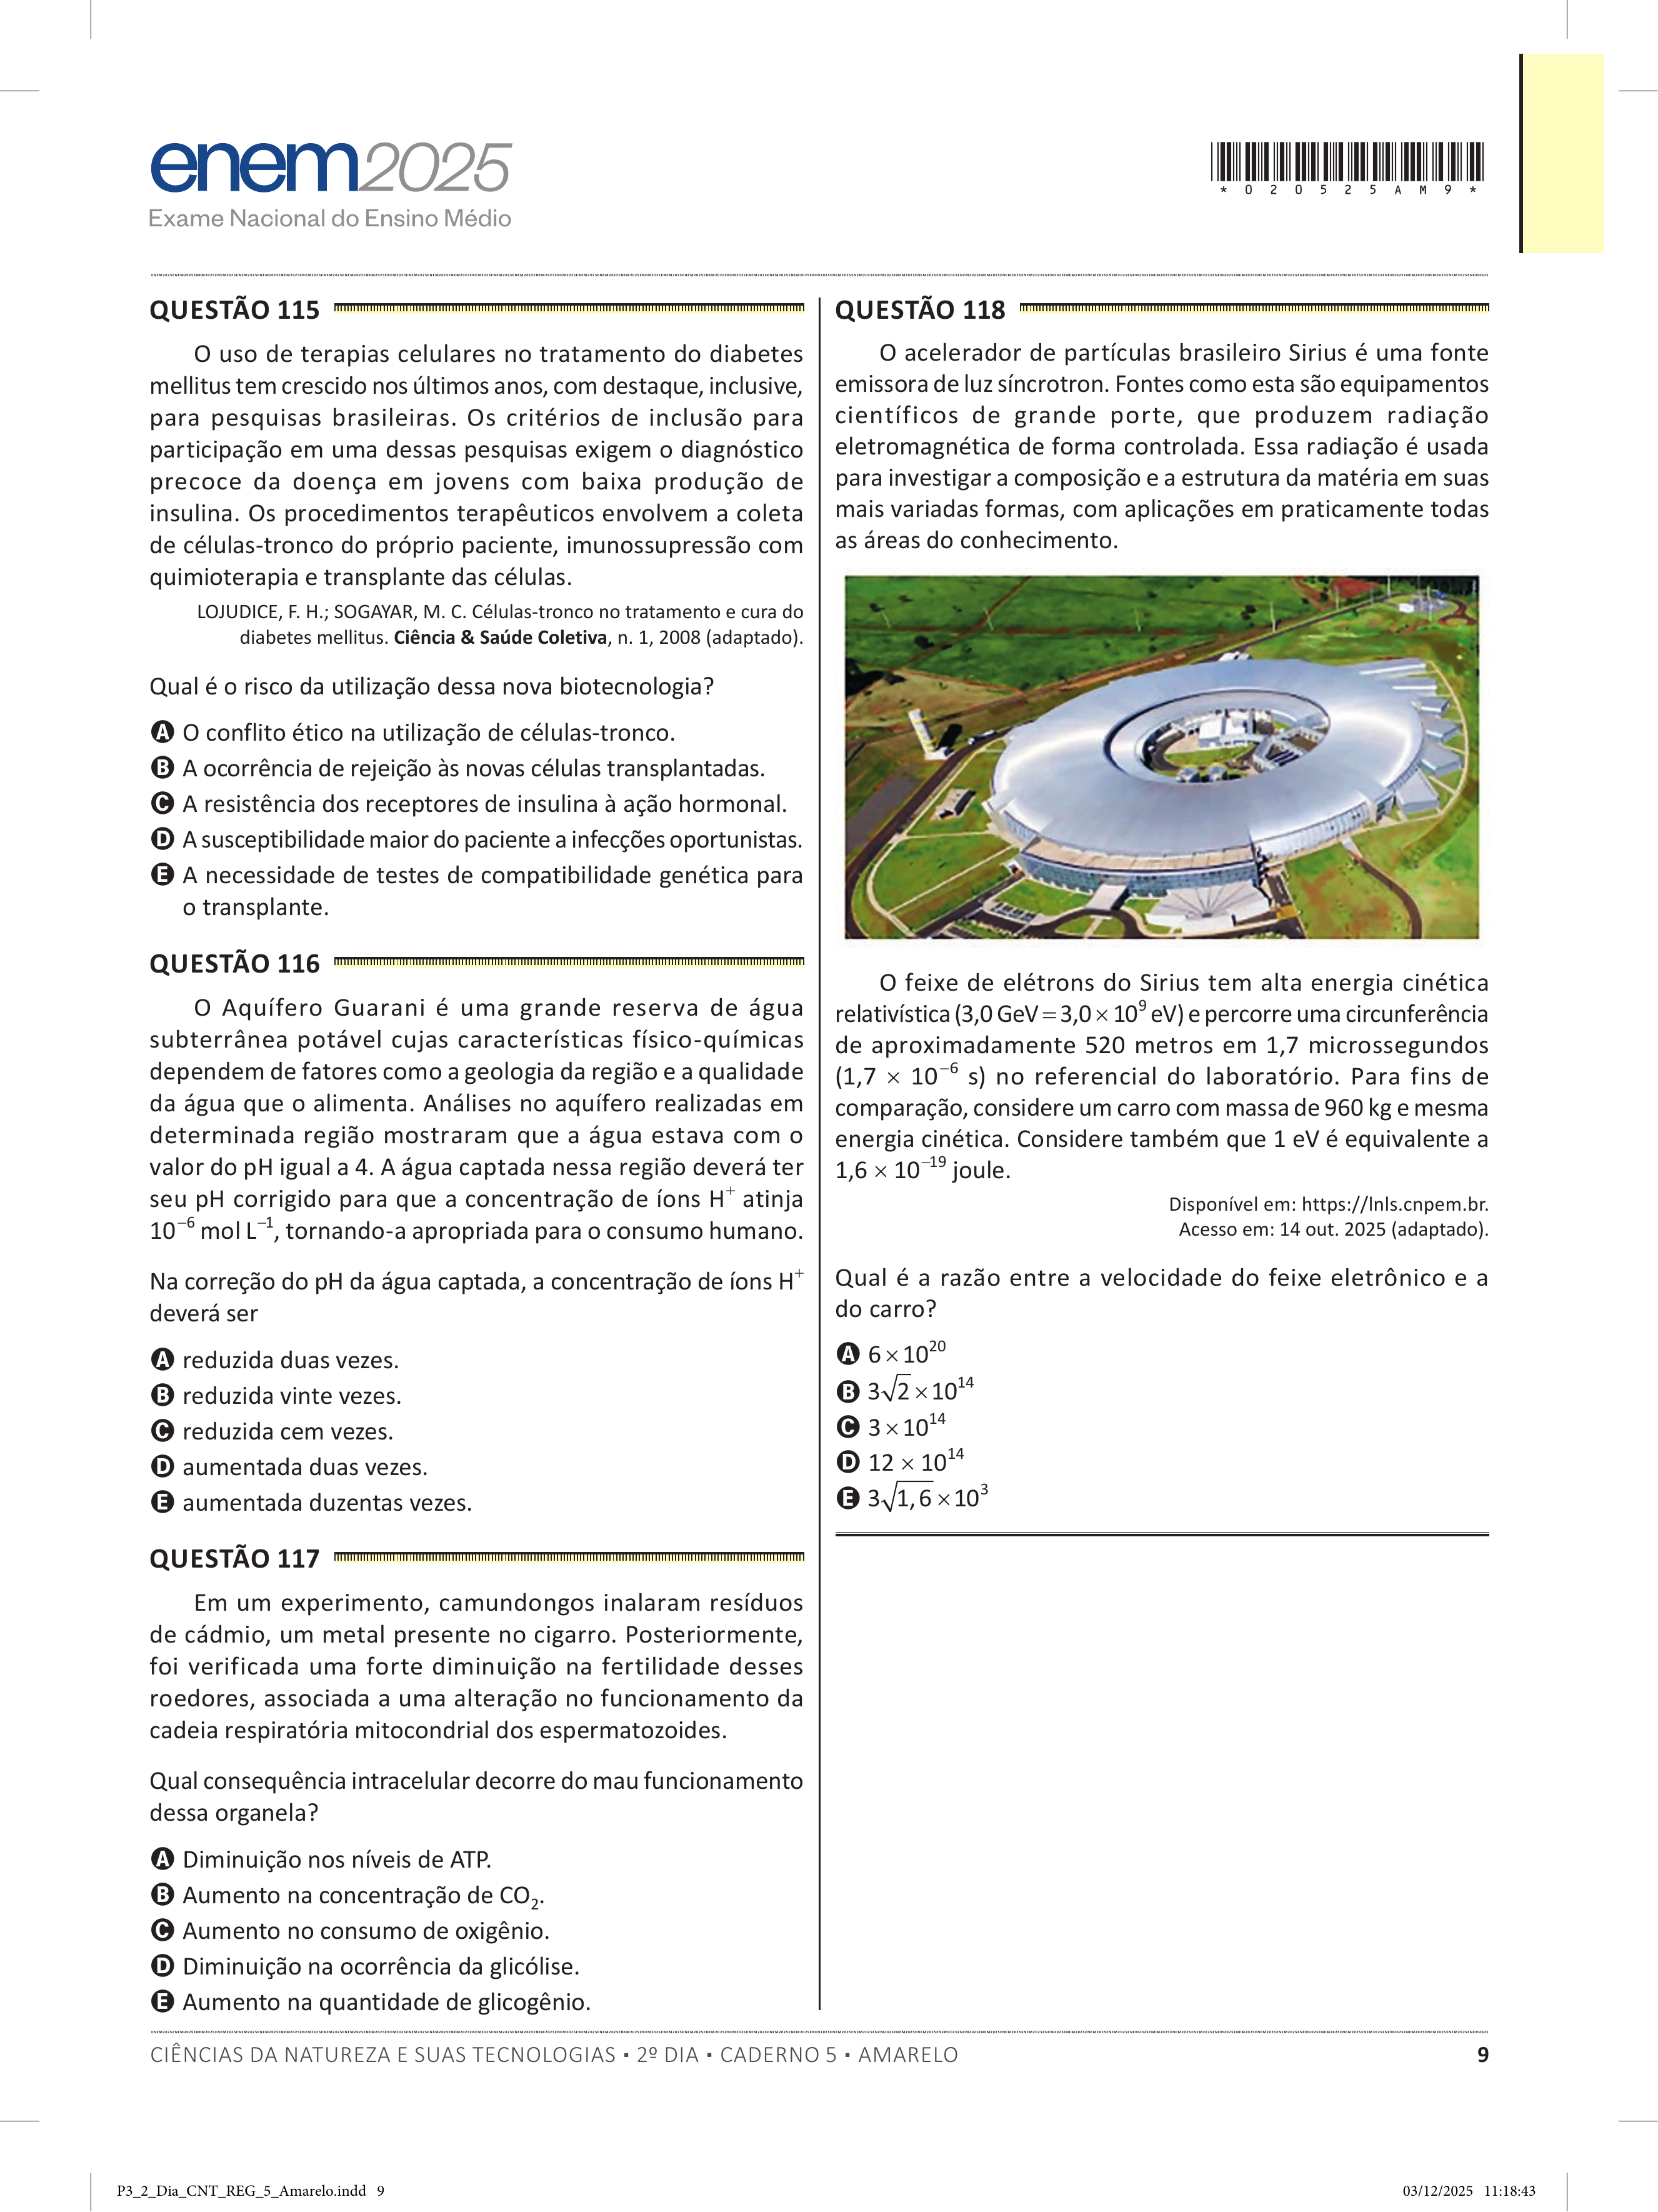 enem2025
Exame Nacional do Ensino Médio
*020525AM9*
QUESTÃO 115
O uso de terapias celulares no tratamento do diabetes
mellitus tem crescido nos últimos anos, com destaque, inclusive,
para pesquisas brasileiras. Os critérios de inclusão para
participação em uma dessas pesquisas exigem o diagnóstico
precoce da doença em jovens com baixa produção de
insulina. Os procedimentos terapêuticos envolvem a coleta
de células-tronco do próprio paciente, imunossupressão com
quimioterapia e transplante das células.
LOJUDICE, F. H.; SOGAYAR, M. C. Células-tronco no tratamento e cura do
diabetes mellitus. Ciência & Saúde Coletiva, n. 1, 2008 (adaptado).
Qual é o risco da utilização dessa nova biotecnologia?
A O conflito ético na utilização de células-tronco.
B A ocorrência de rejeição às novas células transplantadas.
C A resistência dos receptores de insulina à ação hormonal.
D A susceptibilidade maior do paciente a infecções oportunistas.
E A necessidade de testes de compatibilidade genética para
o transplante.
QUESTÃO 116
O Aquífero Guarani é uma grande reserva de água
subterrânea potável cujas características físico-químicas
dependem de fatores como a geologia da região e a qualidade
da água que o alimenta. Análises no aquífero realizadas em
determinada região mostraram que a água estava com o
valor do pH igual a 4. A água captada nessa região deverá ter
seu pH corrigido para que a concentração de íons H⁺ atinja
10⁻⁶ mol L⁻¹, tornando-a apropriada para o consumo humano.
Na correção do pH da água captada, a concentração de íons H⁺
deverá ser
A reduzida duas vezes.
B reduzida vinte vezes.
C reduzida cem vezes.
D aumentada duas vezes.
E aumentada duzentas vezes.
QUESTÃO 117
Em um experimento, camundongos inalaram resíduos
de cádmio, um metal presente no cigarro. Posteriormente,
foi verificada uma forte diminuição na fertilidade desses
roedores, associada a uma alteração no funcionamento da
cadeia respiratória mitocondrial dos espermatozoides.
Qual consequência intracelular decorre do mau funcionamento
dessa organela?
A Diminuição nos níveis de ATP.
B Aumento na concentração de CO₂.
C Aumento no consumo de oxigênio.
D Diminuição na ocorrência da glicólise.
E Aumento na quantidade de glicogênio.
QUESTÃO 118
O acelerador de partículas brasileiro Sirius é uma fonte
emissora de luz síncrotron. Fontes como esta são equipamentos
científicos de grande porte, que produzem radiação
eletromagnética de forma controlada. Essa radiação é usada
para investigar a composição e a estrutura da matéria em suas
mais variadas formas, com aplicações em praticamente todas
as áreas do conhecimento.
O feixe de elétrons do Sirius tem alta energia cinética
relativística (3,0 GeV = 3,0 × 10⁹ eV) e percorre uma circunferência
de aproximadamente 520 metros em 1,7 microssegundos
(1,7 × 10⁻⁶ s) no referencial do laboratório. Para fins de
comparação, considere um carro com massa de 960 kg e mesma
energia cinética. Considere também que 1 eV é equivalente a
1,6 × 10⁻¹⁹ joule.
Disponível em: https://lnls.cnpem.br.
Acesso em: 14 out. 2025 (adaptado).
Qual é a razão entre a velocidade do feixe eletrônico e a
do carro?
A 6 × 10²⁰
B 3√2 × 10¹⁴
C 3 × 10¹⁴
D 12 × 10¹⁴
E 3√1,6 × 10³
CIÊNCIAS DA NATUREZA E SUAS TECNOLOGIAS ▪ 2º DIA ▪ CADERNO 5 ▪ AMARELO
9
P3_2_Dia_CNT_REG_5_Amarelo.indd 9
03/12/2025 11:18:43